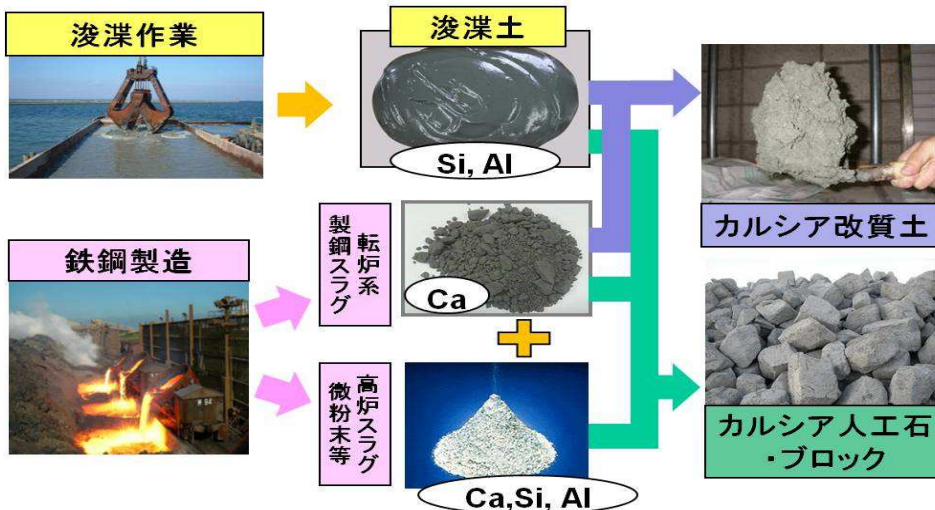 浚渫作業
浚渫土
Si, Al
鉄鋼製造
転炉系
製鋼スラグ
Ca
高炉スラグ
微粉末等
Ca,Si, Al
カルシア改質土
カルシア人工石
・ブロック